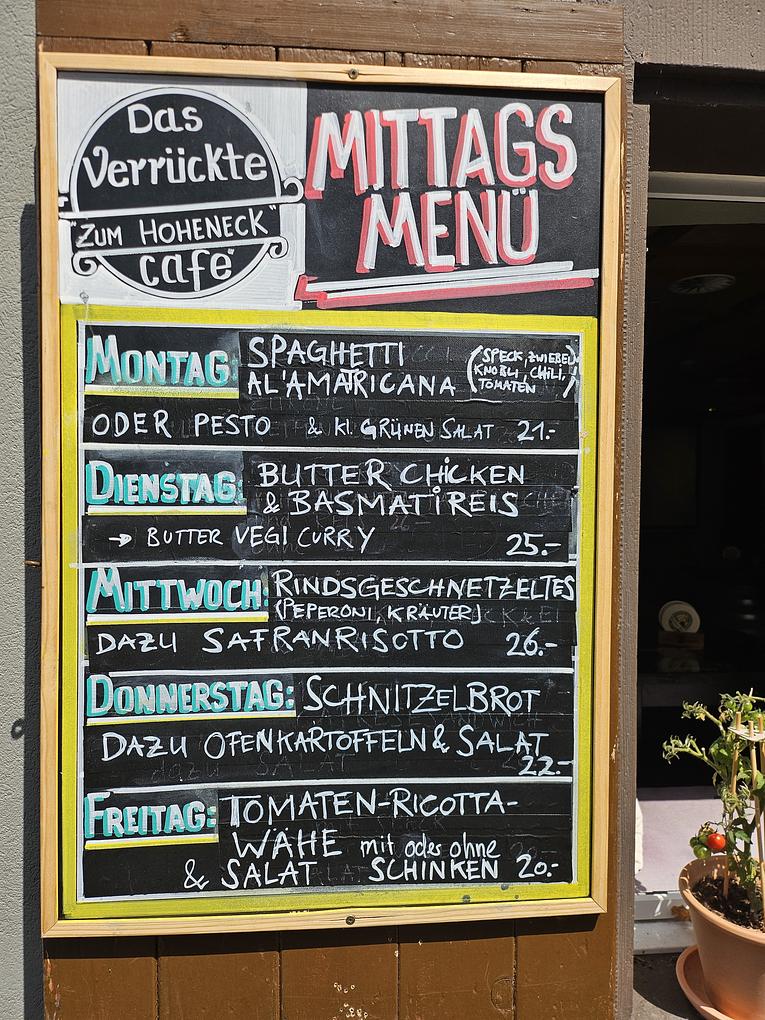 Das
Verrückte
"ZUM HOHENECK"
café
MITTAGS
MENÜ
MONTAG: SPAGHETTI
AL'AMATRICANA
(SPECK, ZWIEBELN
KNOBLI, CHILI,
TOMATEN)
ODER PESTO & kl. GRÜNEN SALAT 21.-
DIENSTAG: BUTTER CHICKEN
& BASMATIREIS
→ BUTTER VEGI CURRY
25.-
MITTWOCH: RINDSGESCHNETZELTES
(PEPERONI, KRÄUTER)
DAZU SAFRANRISOTTO 26.-
DONNERSTAG: SCHNITZELBROT
DAZU OFENKARTOFFELN & SALAT
22.-
FREITAG: TOMATEN-RICOTTA-
WÄHE mit oder ohne
& SALAT SCHINKEN 20.-